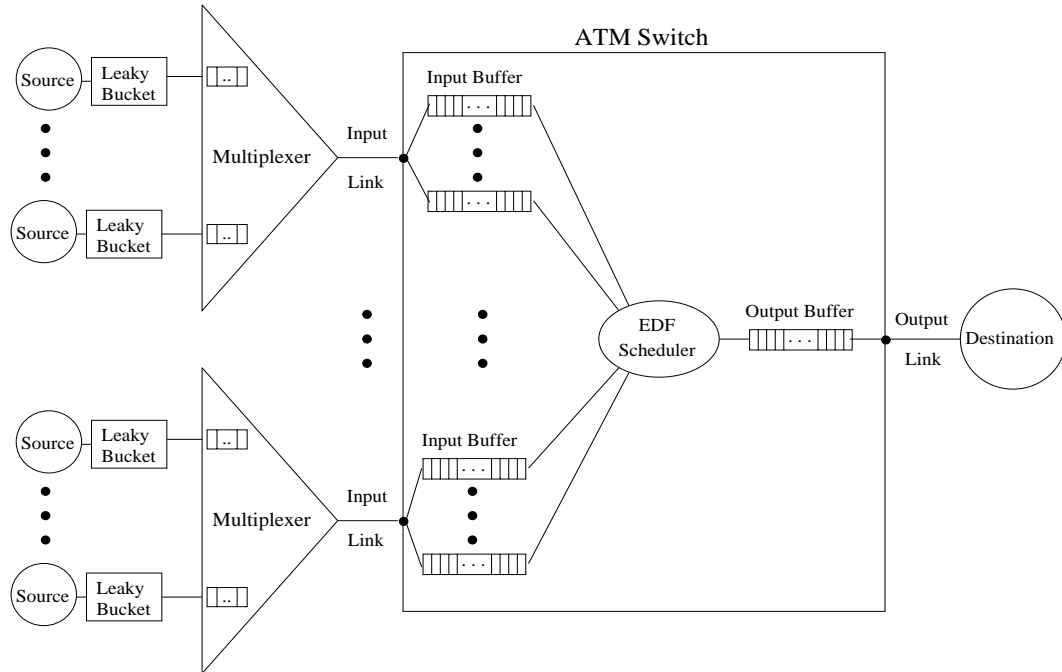 ATM Switch
Source
Leaky
Bucket
..
Multiplexer
Source
Leaky
Bucket
..
Input
Link
Input Buffer
...
...
EDF
Scheduler
Output Buffer
...
Output
Link
Destination
Source
Leaky
Bucket
..
Multiplexer
Source
Leaky
Bucket
..
Input
Link
Input Buffer
...
...